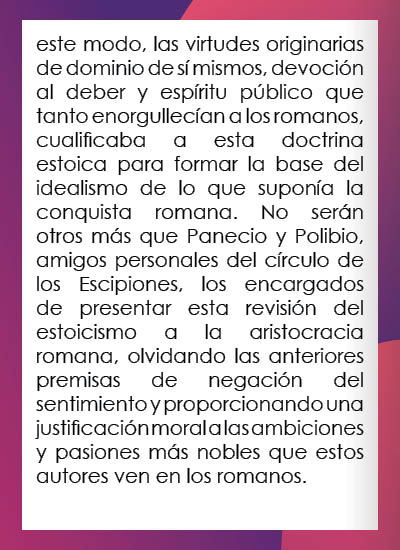 este modo, las virtudes originarias
de dominio de sí mismos, devoción
al deber y espíritu público que
tanto enorgullecían a los romanos,
cualificaba a esta doctrina
estoica para formar la base del
idealismo de lo que suponía la
conquista romana. No serán
otros más que Panecio y Polibio,
amigos personales del círculo de
los Escipiones, los encargados
de presentar esta revisión del
estoicismo a la aristocracia
romana, olvidando las anteriores
premisas de negación del
sentimiento y proporcionando una
justificación moral a las ambiciones
y pasiones más nobles que estos
autores ven en los romanos.